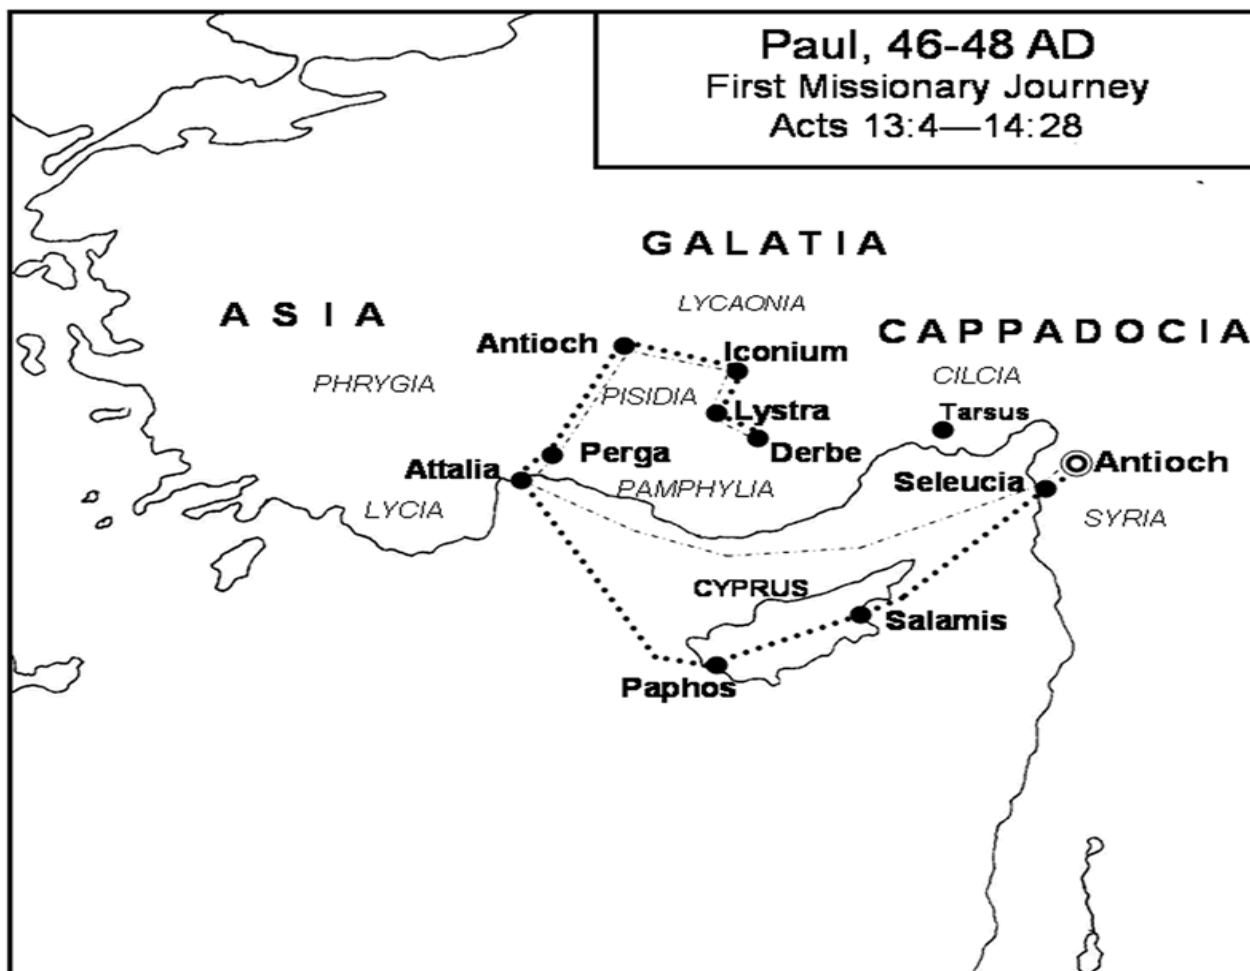 Paul, 46-48 AD
First Missionary Journey
Acts 13:4—14:28
GALATIA
LYCAONIA
ASIA
CAPPADOCIA
Antioch
Iconium
PHRYGIA
CILCIA
PISIDIA
Lystra
Tarsus
Perga
Derbe
Attalia
Antioch
PAMPHYLIA
Seleucia
LYCIA
SYRIA
CYPRUS
Salamis
Paphos